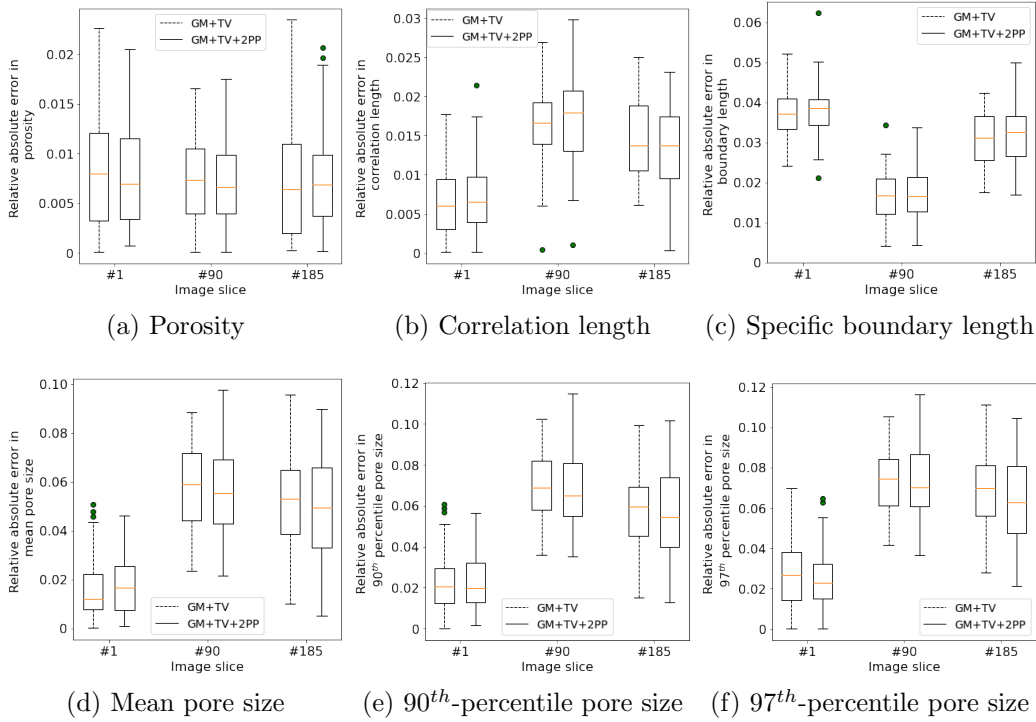 Relative absolute error in
porosity
0.020
0.015
0.010
0.005
0
GM+TV
GM+TV+2PP
#1
#90
#185
Image slice
(a) Porosity
Relative absolute error in
correlation length
0.030
0.025
0.020
0.015
0.010
0.005
0
GM+TV
GM+TV+2PP
#1
#90
#185
Image slice
(b) Correlation length
Relative absolute error in
boundary length
0.06
0.05
0.04
0.03
0.02
0.01
0
GM+TV
GM+TV+2PP
#1
#90
#185
Image slice
(c) Specific boundary length
Relative absolute error in
mean pore size
0.10
0.08
0.06
0.04
0.02
0
GM+TV
GM+TV+2PP
#1
#90
#185
Image slice
(d) Mean pore size
Relative absolute error in
90th percentile pore size
0.12
0.10
0.08
0.06
0.04
0.02
0
GM+TV
GM+TV+2PP
#1
#90
#185
Image slice
(e) 90th-percentile pore size
Relative absolute error in
97th percentile pore size
0.12
0.10
0.08
0.06
0.04
0.02
0
GM+TV
GM+TV+2PP
#1
#90
#185
Image slice
(f) 97th-percentile pore size